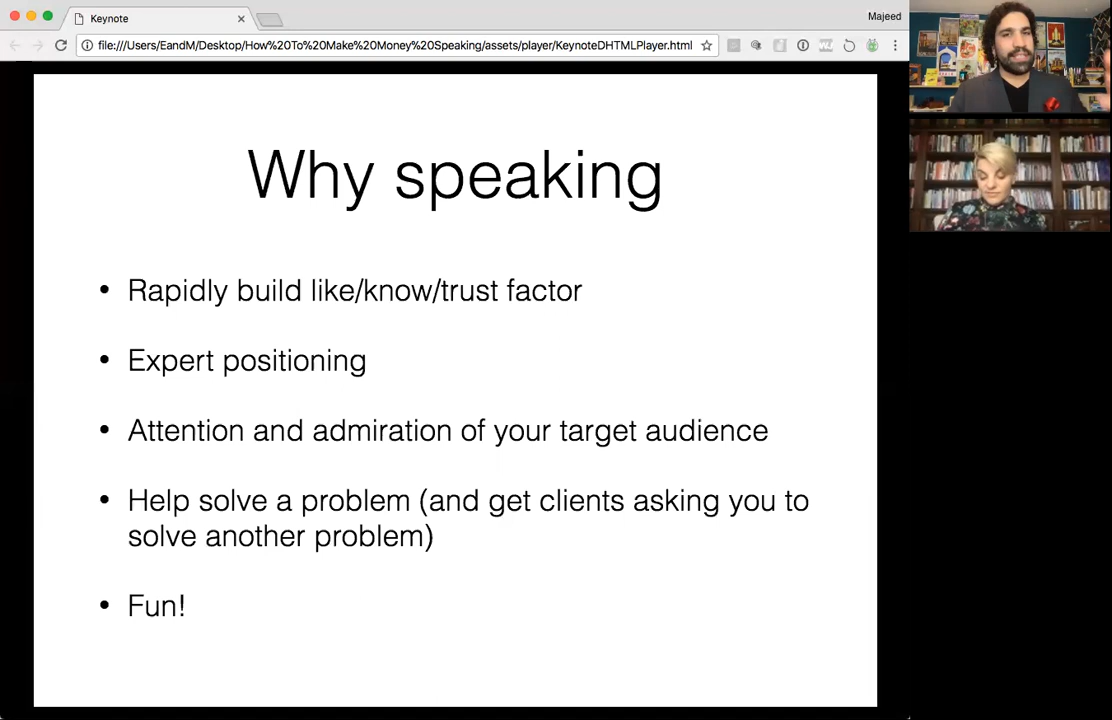 Keynote
Majeed
file:///Users/EandM/Desktop/How%20To%20Make%20Money%20Speaking/assets/player/KeynoteDHTMLPlayer.html
Why speaking
• Rapidly build like/know/trust factor
• Expert positioning
• Attention and admiration of your target audience
• Help solve a problem (and get clients asking you to
solve another problem)
• Fun!